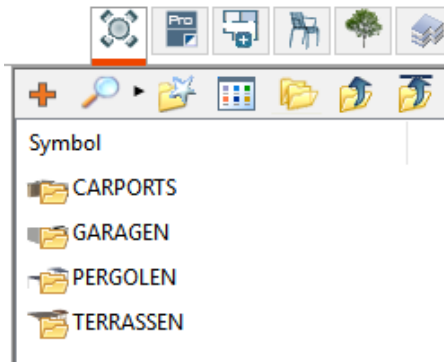 Pro
Symbol
CARPORTS
GARAGEN
PERGOLEN
TERRASSEN